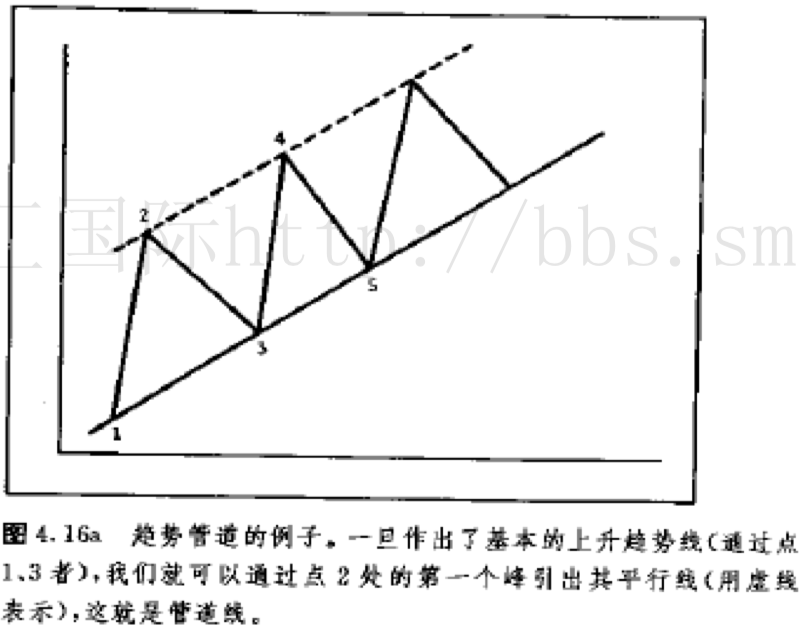 4
2
工国际http://bbs.sm
5
3
1
图4.16a 趋势管道的例子。一旦作出了基本的上升趋势线(通过点
1、3者),我们就可以通过点2处的第一个峰引出其平行线(用虚线
表示),这就是管道线。